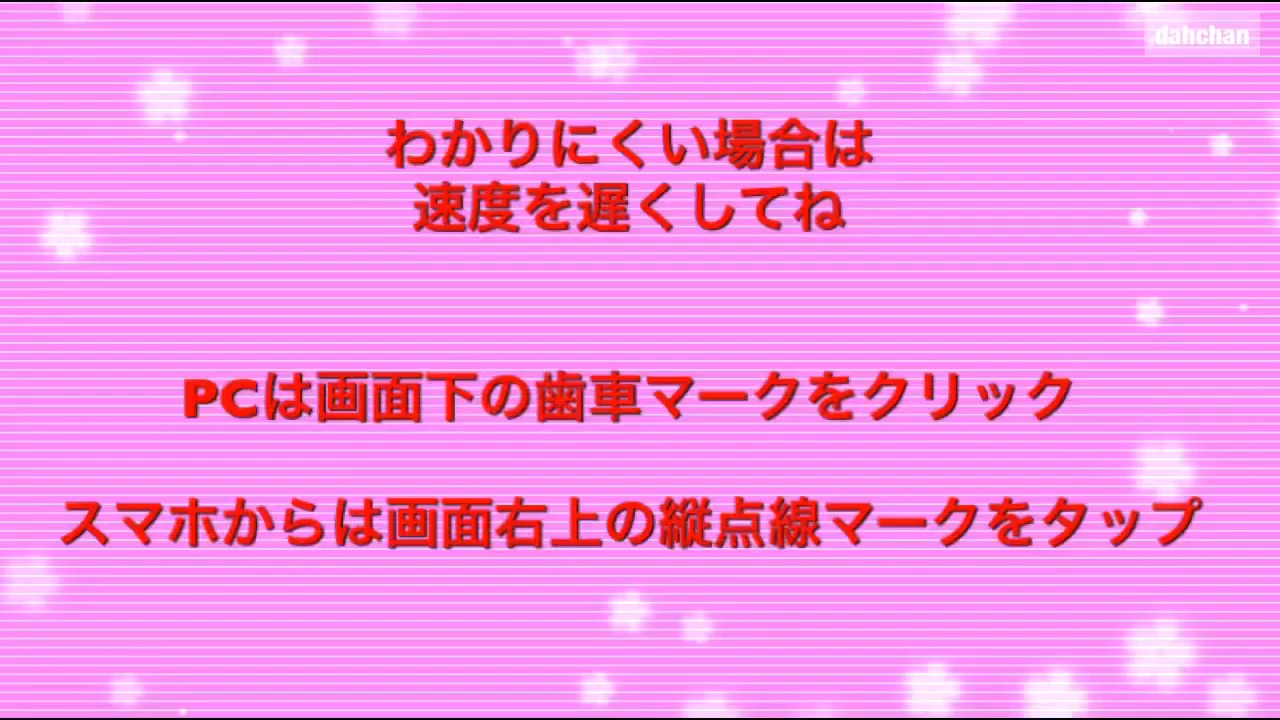 dahchan
わかりにくい場合は
速度を遅くしてね
PCは画面下の歯車マークをクリック
スマホからは画面右上の縦点線マークをタップ